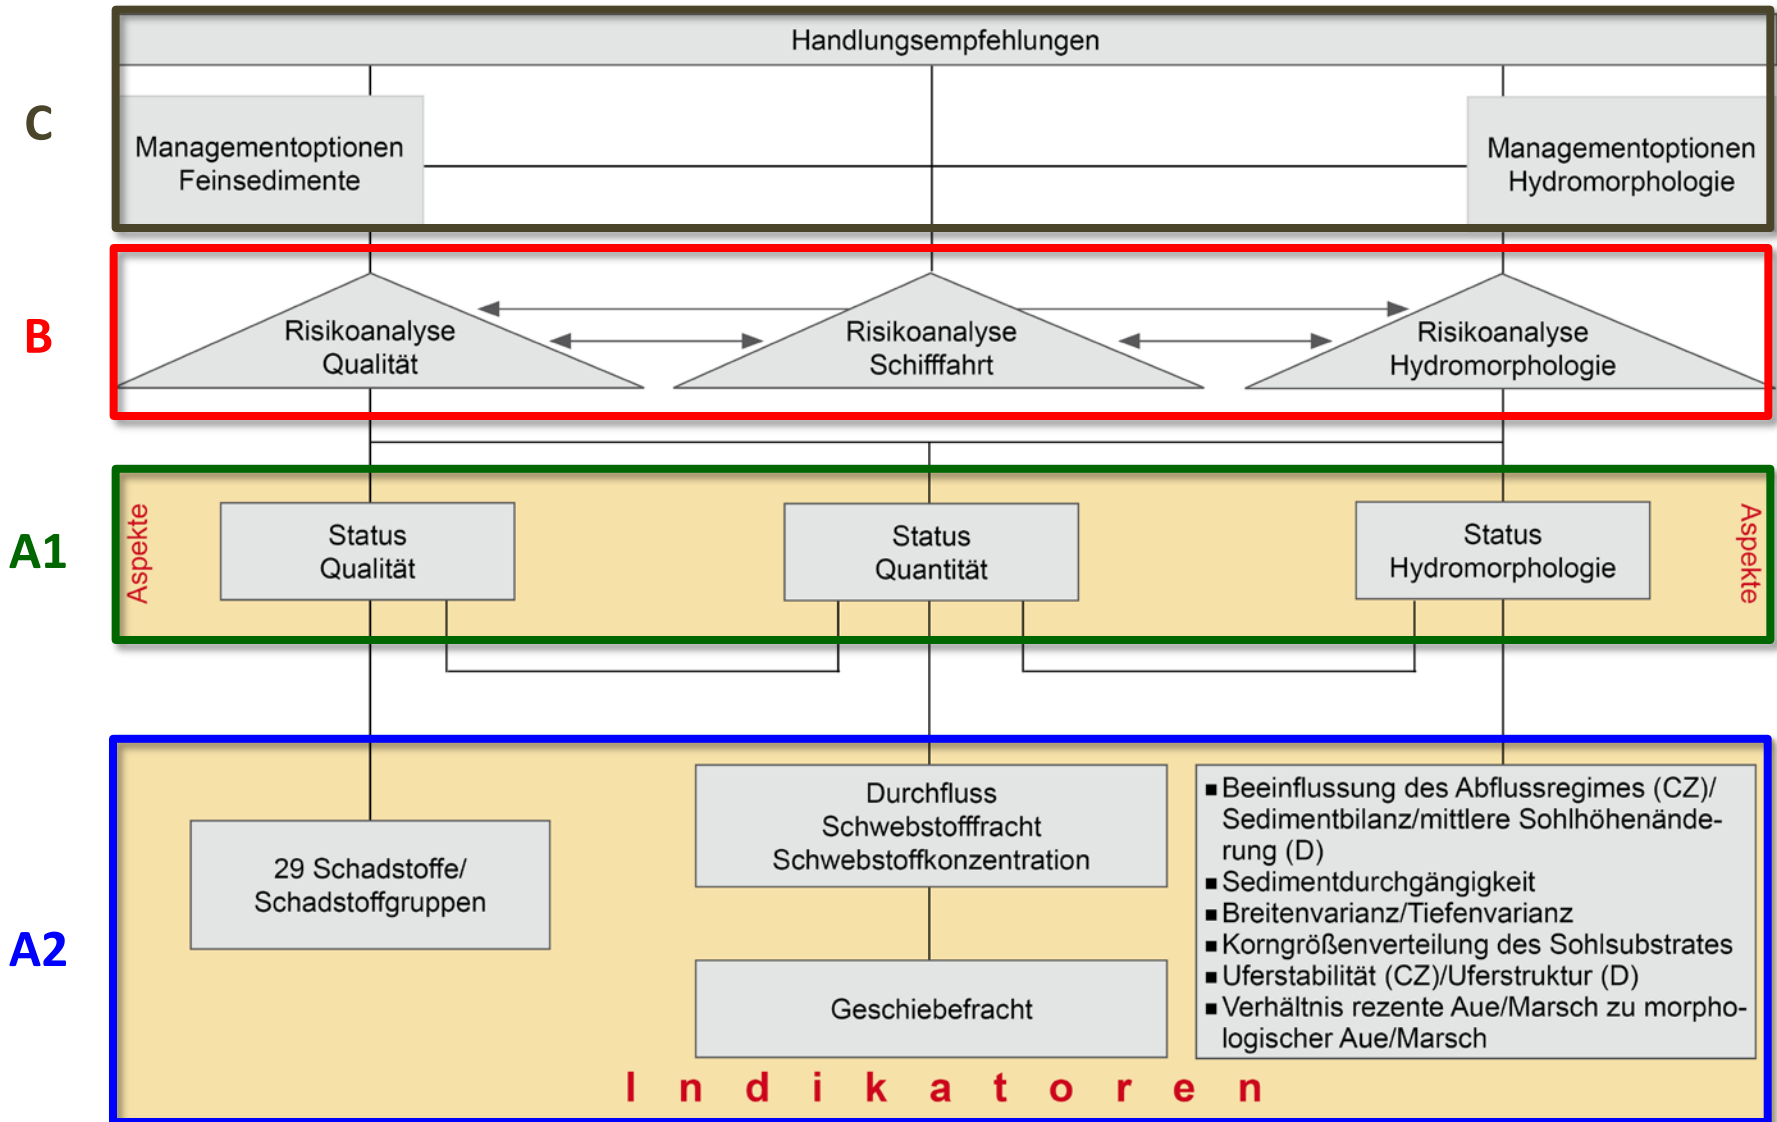 Handlungsempfehlungen
C
Managementoptionen
Feinsedimente
Managementoptionen
Hydromorphologie
B
Risikoanalyse
Qualität
Risikoanalyse
Schifffahrt
Risikoanalyse
Hydromorphologie
A1
Aspekte
Status
Qualität
Status
Quantität
Status
Hydromorphologie
Aspekte
A2
29 Schadstoffe/
Schadstoffgruppen
Durchfluss
Schwebstofffracht
Schwebstoffkonzentration
Geschiebefracht
■ Beeinflussung des Abflussregimes (CZ)/
Sedimentbilanz/mittlere Sohlhöhenände-
rung (D)
■ Sedimentdurchgängigkeit
■ Breitenvarianz/Tiefenvarianz
■ Korngrößenverteilung des Sohlsubstrates
■ Uferstabilität (CZ)/Uferstruktur (D)
■ Verhältnis rezente Aue/Marsch zu morpho-
logischer Aue/Marsch
Indikatoren